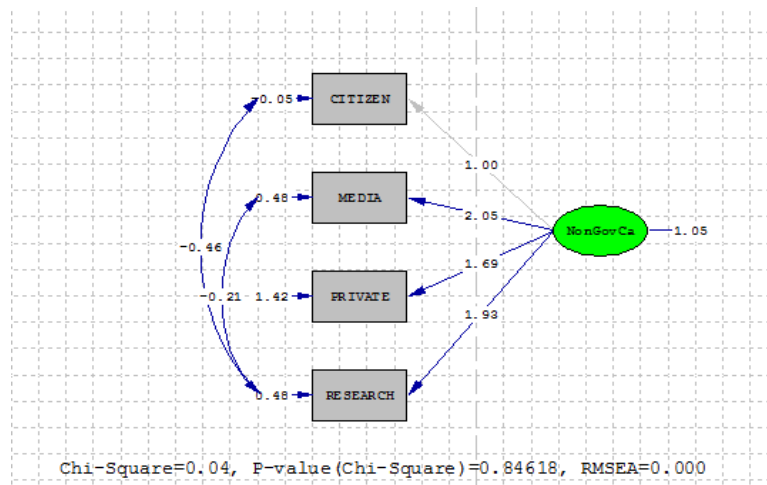 -0.05 CITIZEN
1.00
0.48 MEDIA
2.05
NonGovCa 1.05
-0.46
1.69
-0.21 1.42 PRIVATE
1.93
0.48 RESEARCH
Chi-Square=0.04, P-value(Chi-Square)=0.84618, RMSEA=0.000